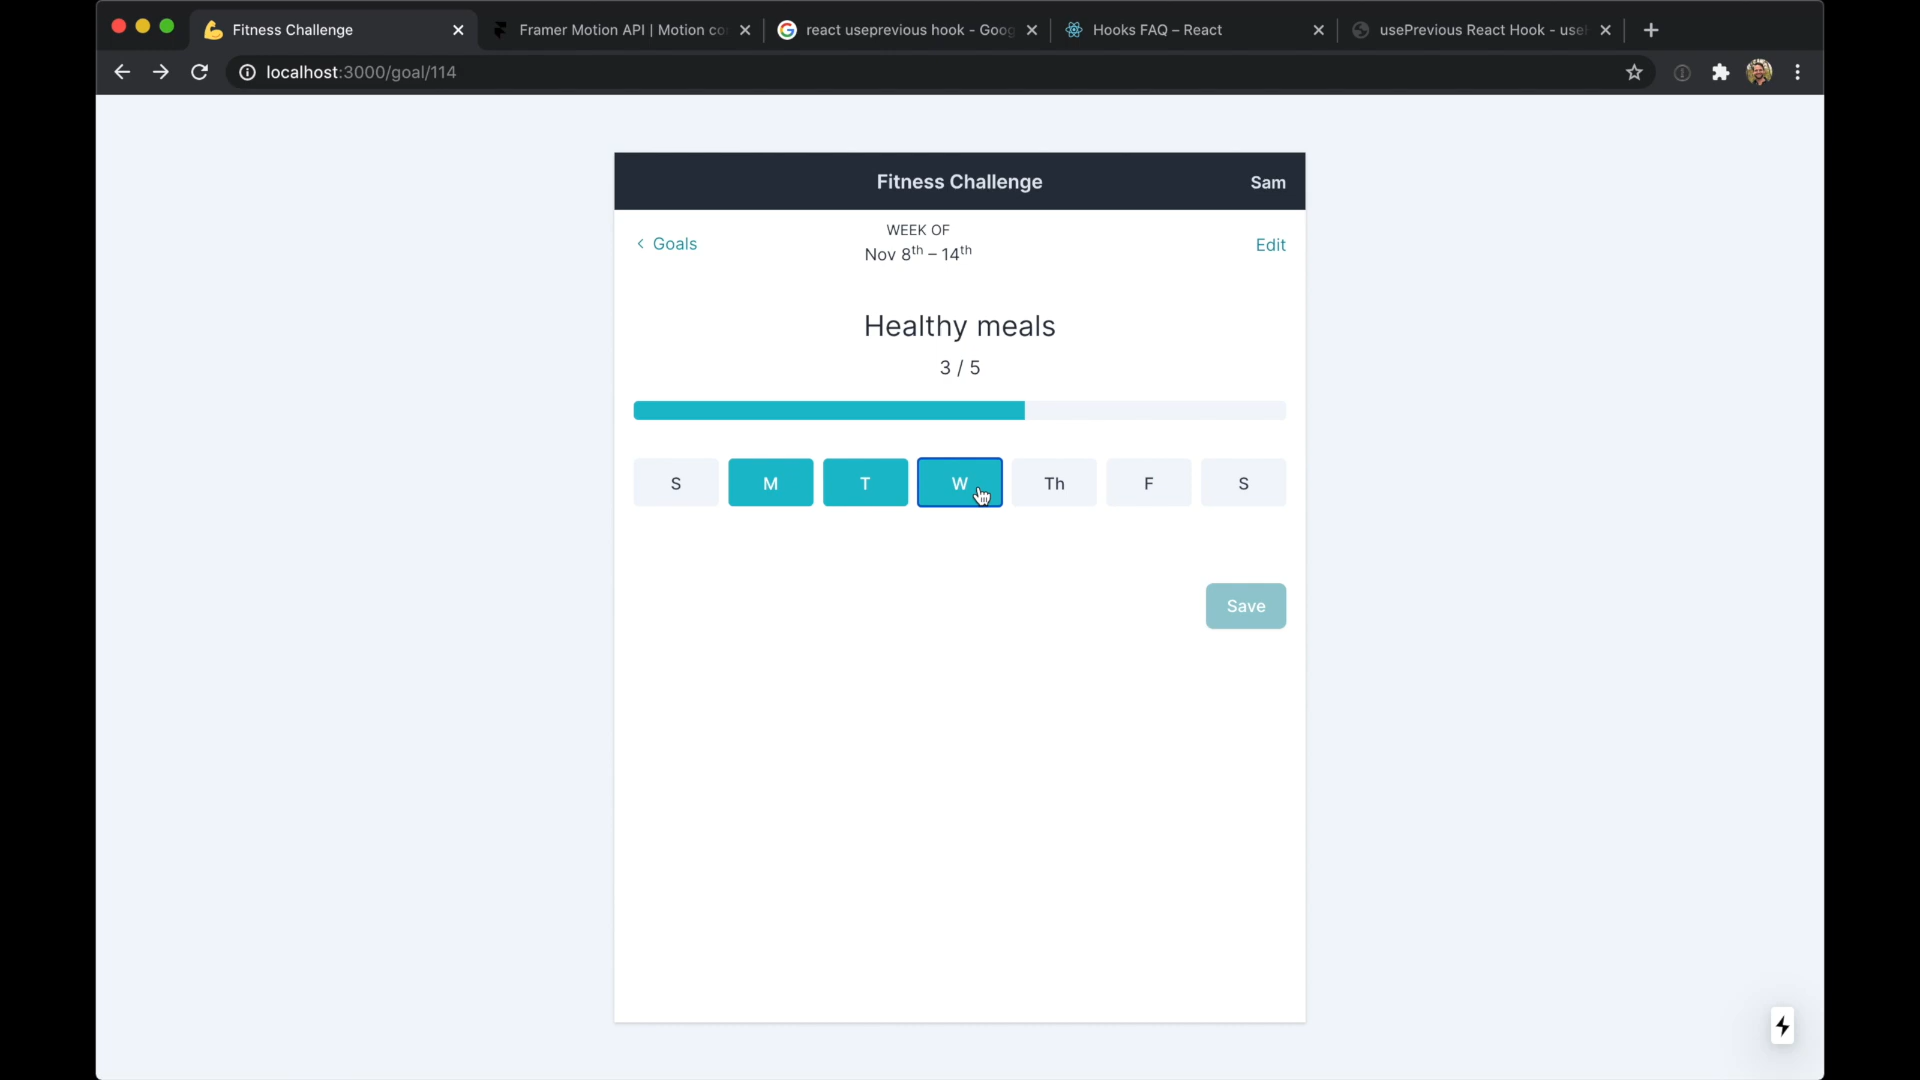 Fitness Challenge
Framer Motion API | Motion co
react useprevious hook - Goog
Hooks FAQ – React
usePrevious React Hook - use
localhost:3000/goal/114
Fitness Challenge
Sam
< Goals
WEEK OF
Nov 8th – 14th
Edit
Healthy meals
3 / 5
S
M
T
W
Th
F
S
Save